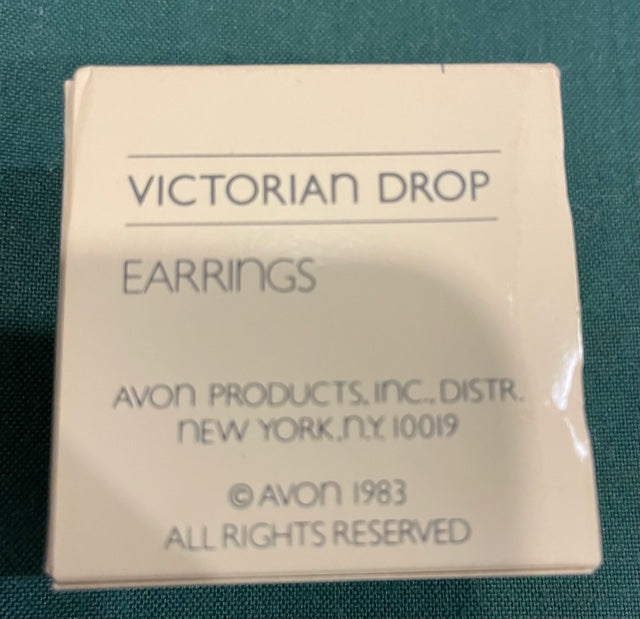 VICTORIAN DROP
EARRINGS
AVON PRODUCTS, INC., DISTR.
NEW YORK, N.Y. 10019
© AVON 1983
ALL RIGHTS RESERVED